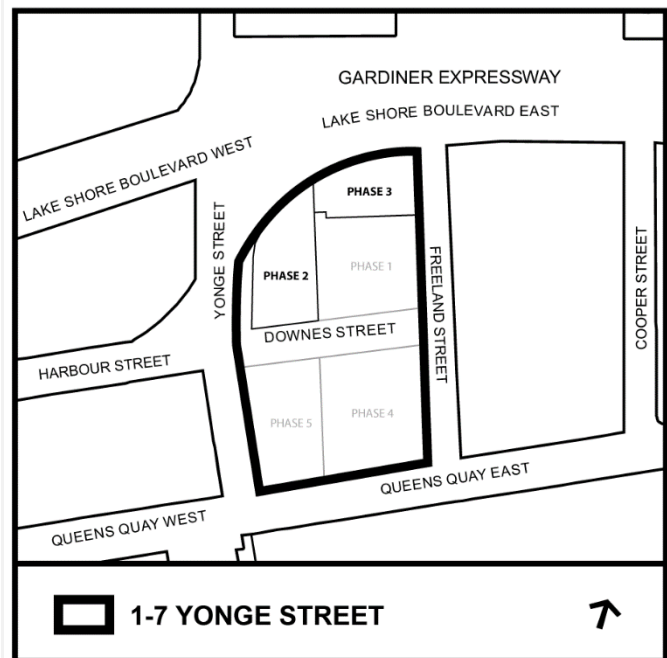 GARDINER EXPRESSWAY
LAKE SHORE BOULEVARD EAST
LAKE SHORE BOULEVARD WEST
PHASE 3
YONGE STREET
PHASE 2
PHASE 1
FREELAND STREET
COOPER STREET
DOWNES STREET
HARBOUR STREET
PHASE 5
PHASE 4
QUEENS QUAY EAST
QUEENS QUAY WEST
1-7 YONGE STREET